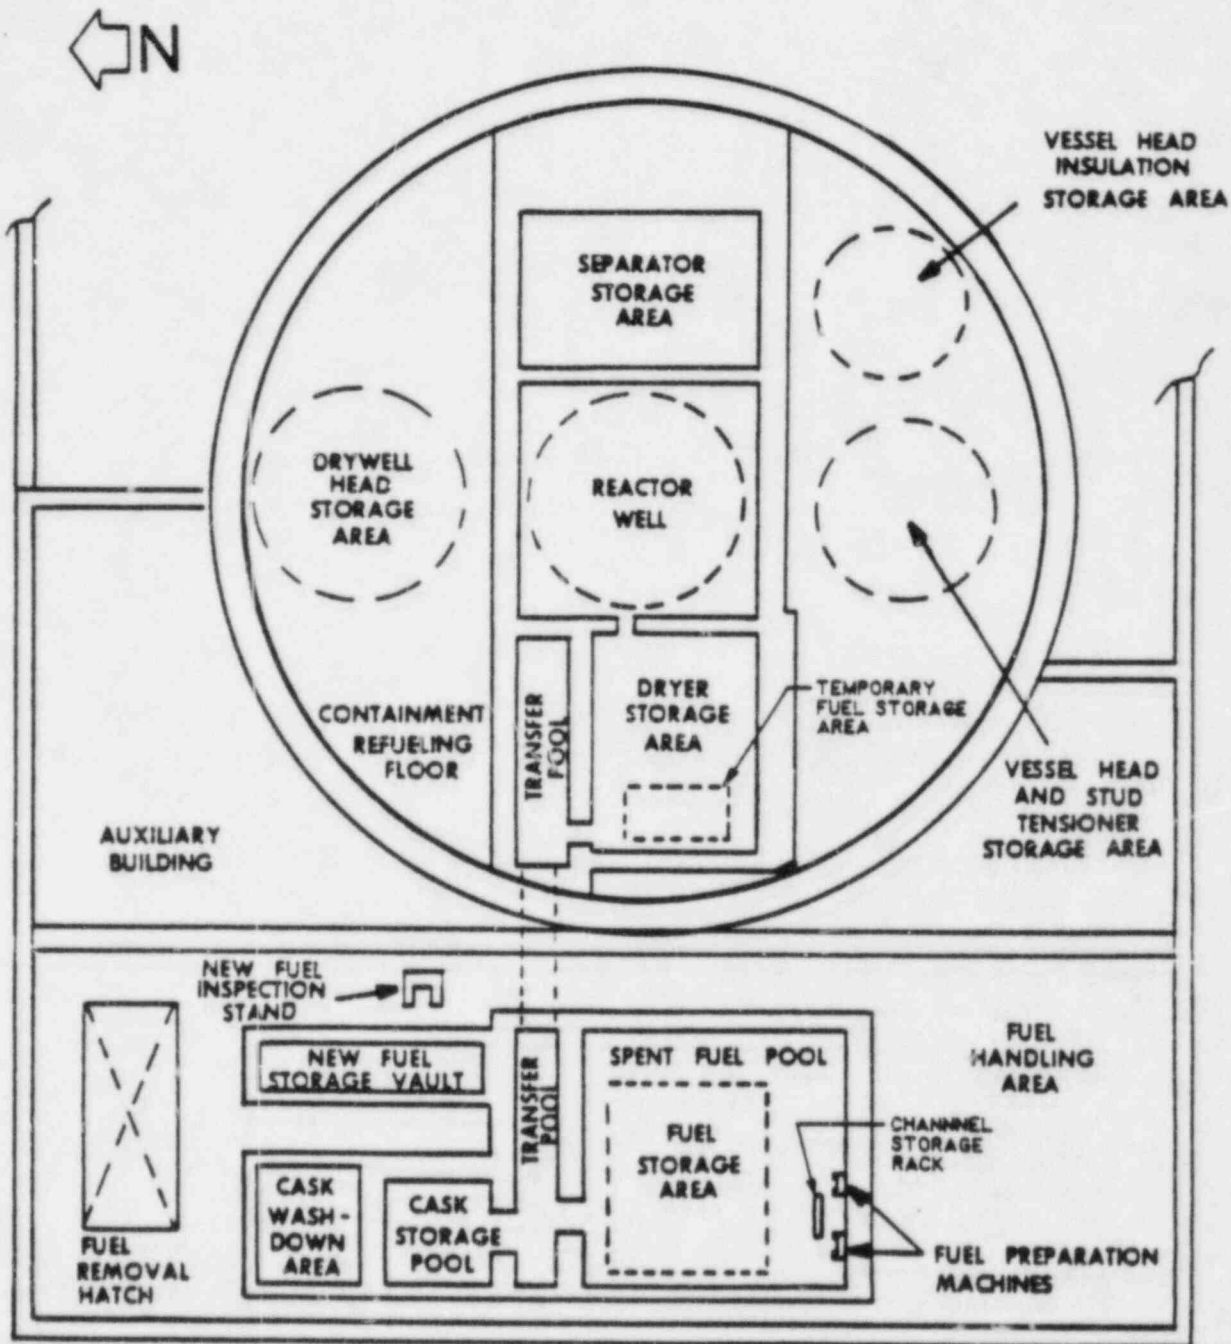 N
VESSEL HEAD
INSULATION
STORAGE AREA
SEPARATOR
STORAGE
AREA
DRYWELL
HEAD
STORAGE
AREA
REACTOR
WELL
TRANSFER
POOL
DRYER
STORAGE
AREA
TEMPORARY
FUEL STORAGE
AREA
CONTAINMENT
REFUELING
FLOOR
VESSEL HEAD
AND STUD
TENSIONER
STORAGE AREA
AUXILIARY
BUILDING
NEW FUEL
INSPECTION
STAND
NEW FUEL
STORAGE VAULT
TRANSFER
POOL
SPENT FUEL POOL
FUEL
HANDLING
AREA
FUEL
STORAGE
AREA
CHANNNEL
STORAGE
RACK
CASK
WASH-
DOWN
AREA
CASK
STORAGE
POOL
FUEL
REMOVAL
HATCH
FUEL PREPARATION
MACHINES